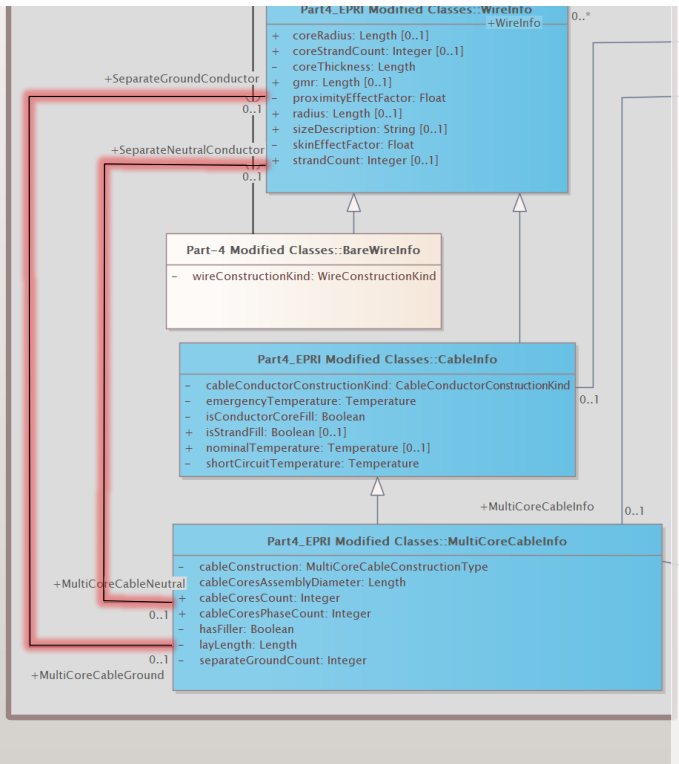 Part4_EPRI Modified Classes::WireInfo
+WireInfo
0..*
+ coreRadius: Length [0..1]
+ coreStrandCount: Integer [0..1]
- coreThickness: Length
+ gmr: Length [0..1]
- proximityEffectFactor: Float
+ radius: Length [0..1]
+ sizeDescription: String [0..1]
- skinEffectFactor: Float
+ strandCount: Integer [0..1]
+SeparateGroundConductor
0..1
+SeparateNeutralConductor
0..1
Part-4 Modified Classes::BareWireInfo
- wireConstructionKind: WireConstructionKind
Part4_EPRI Modified Classes::CableInfo
- cableConductorConstructionKind: CableConductorConstructionKind
- emergencyTemperature: Temperature
- isConductorCoreFill: Boolean
+ isStrandFill: Boolean [0..1]
+ nominalTemperature: Temperature [0..1]
- shortCircuitTemperature: Temperature
0..1
+MultiCoreCableInfo
0..1
Part4_EPRI Modified Classes::MultiCoreCableInfo
- cableConstruction: MultiCoreCableConstructionType
cableCoresAssemblyDiameter: Length
+ cableCoresCount: Integer
+ cableCoresPhaseCount: Integer
- hasFiller: Boolean
- layLength: Length
- separateGroundCount: Integer
+MultiCoreCableNeutral
0..1
0..1
+MultiCoreCableGround